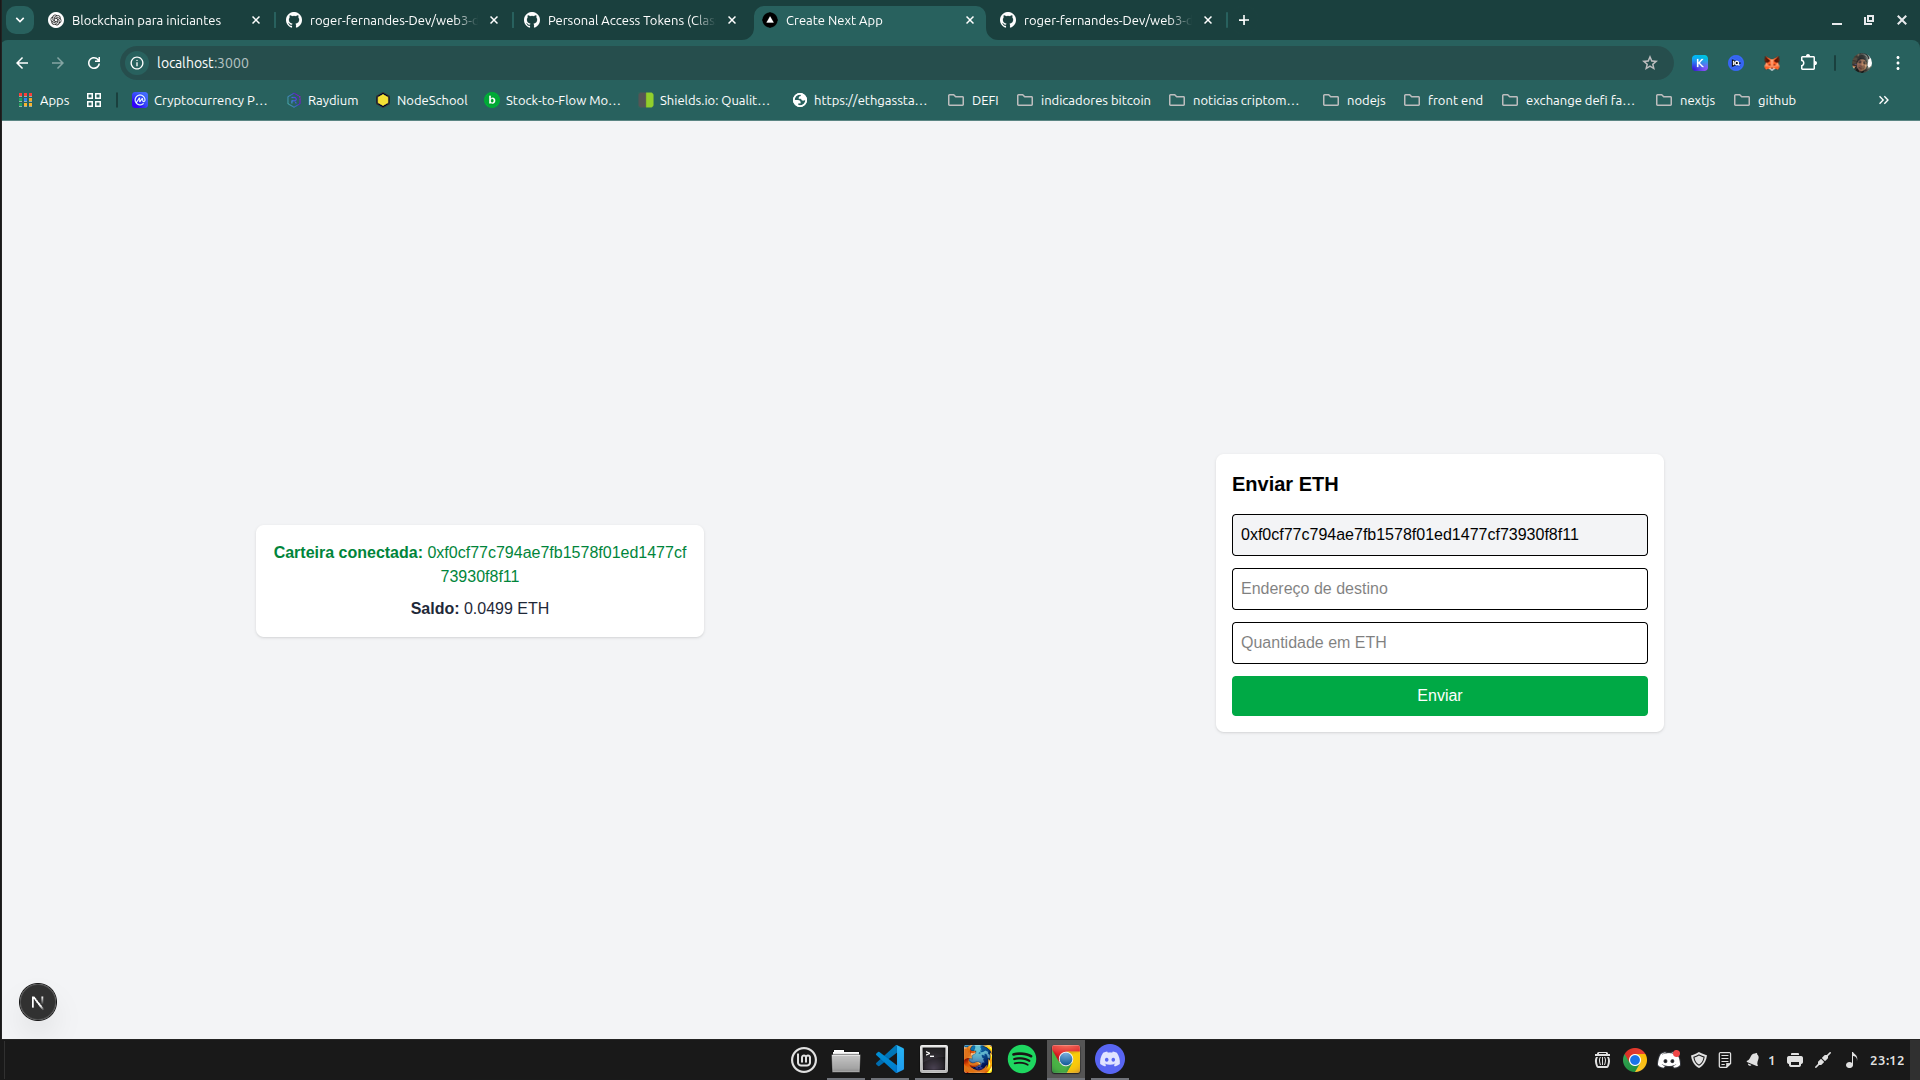 Blockchain para iniciantes
roger-fernandes-Dev/web3-
Personal Access Tokens (Clas
Create Next App
roger-fernandes-Dev/web3-
localhost:3000
Apps
Cryptocurrency P...
Raydium
NodeSchool
Stock-to-Flow Mo...
Shields.io: Qualit...
https://ethgassta...
DEFI
indicadores bitcoin
noticias criptom...
nodejs
front end
exchange defi fa...
nextjs
github
Carteira conectada: 0xf0cf77c794ae7fb1578f01ed1477cf
73930f8f11
Saldo: 0.0499 ETH
Enviar ETH
0xf0cf77c794ae7fb1578f01ed1477cf73930f8f11
Endereço de destino
Quantidade em ETH
Enviar
1
23:12